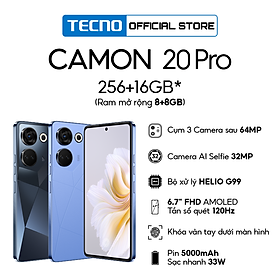 TECNO OFFICIAL STORE
CAMON 20 Pro
256+16GB*
(Ram mở rộng 8+8GB)
Cụm 3 Camera sau 64MP
32
Camera AI Selfie 32MP
Bộ xử lý HELIO G99
6.7" FHD AMOLED
Tần số quét 120Hz
Khóa vân tay dưới màn hình
Pin 5000mAh
Sạc nhanh 33W